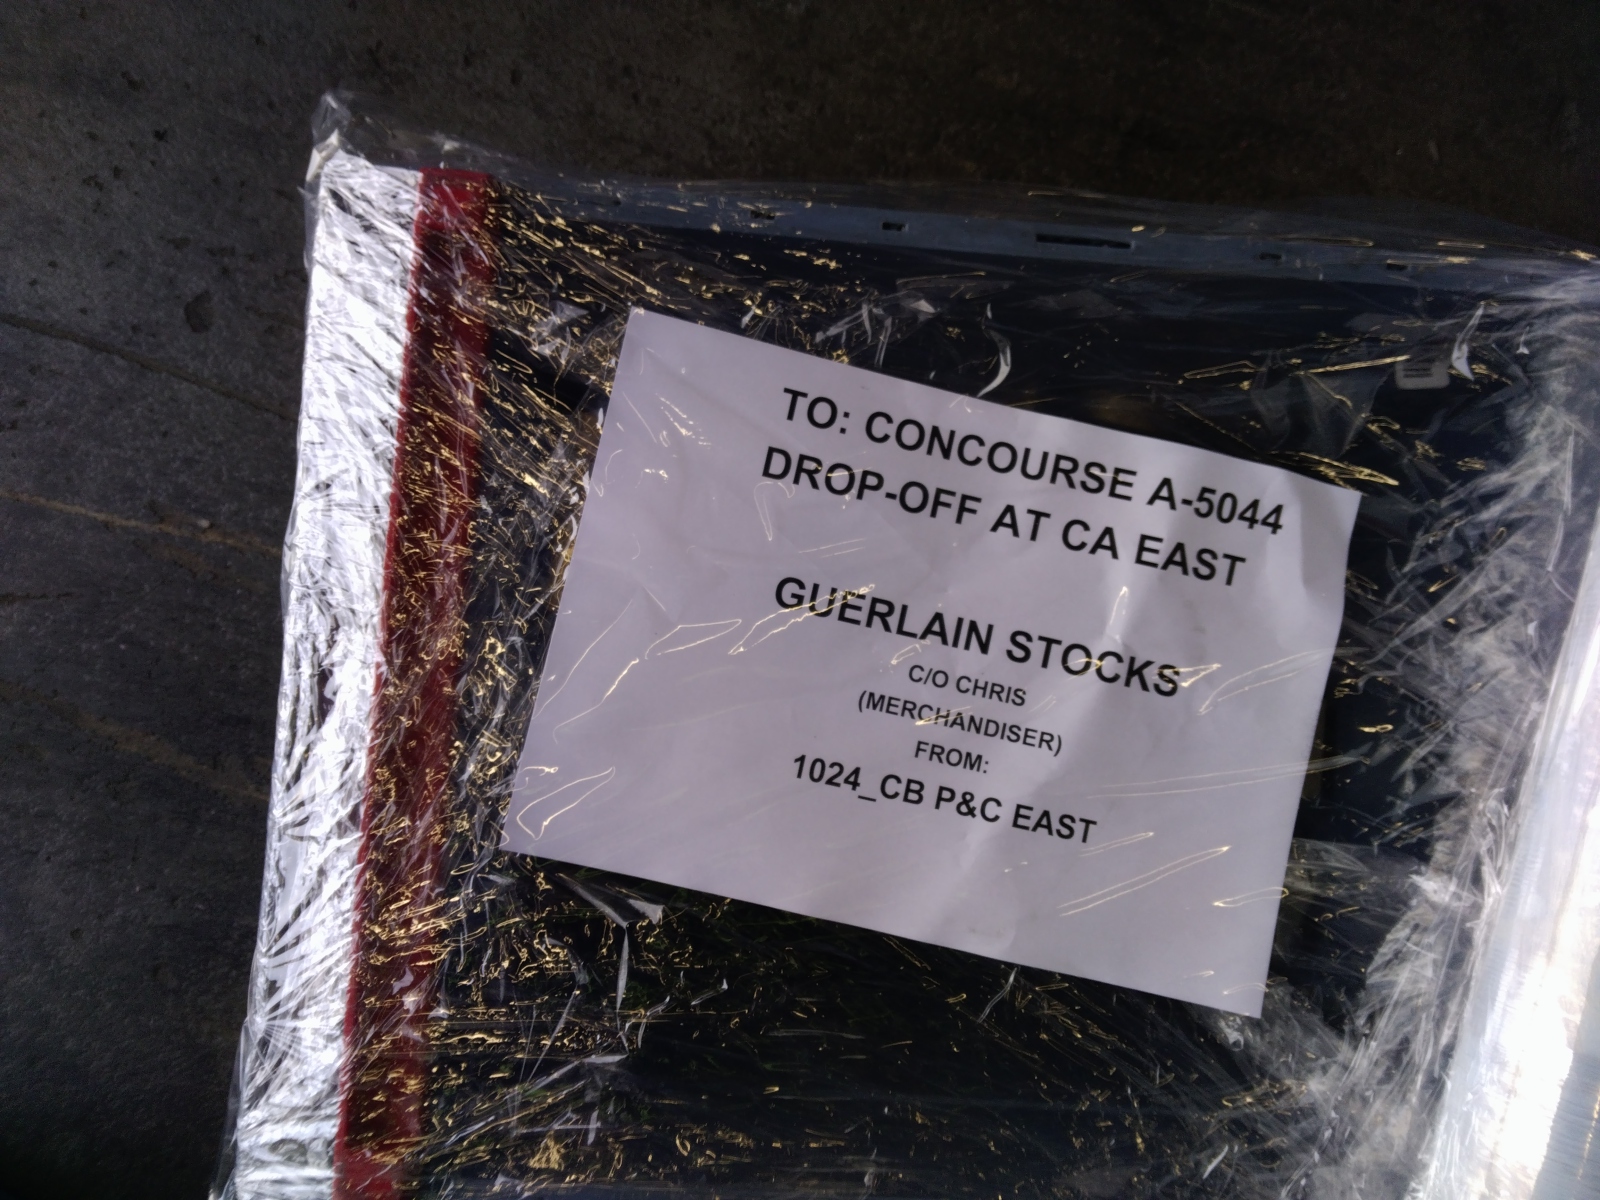 TO: CONCOURSE A-5044
DROP-OFF AT CA EAST
GUERLAIN STOCKS
C/O CHRIS
(MERCHANDISER)
FROM:
1024_CB P&C EAST